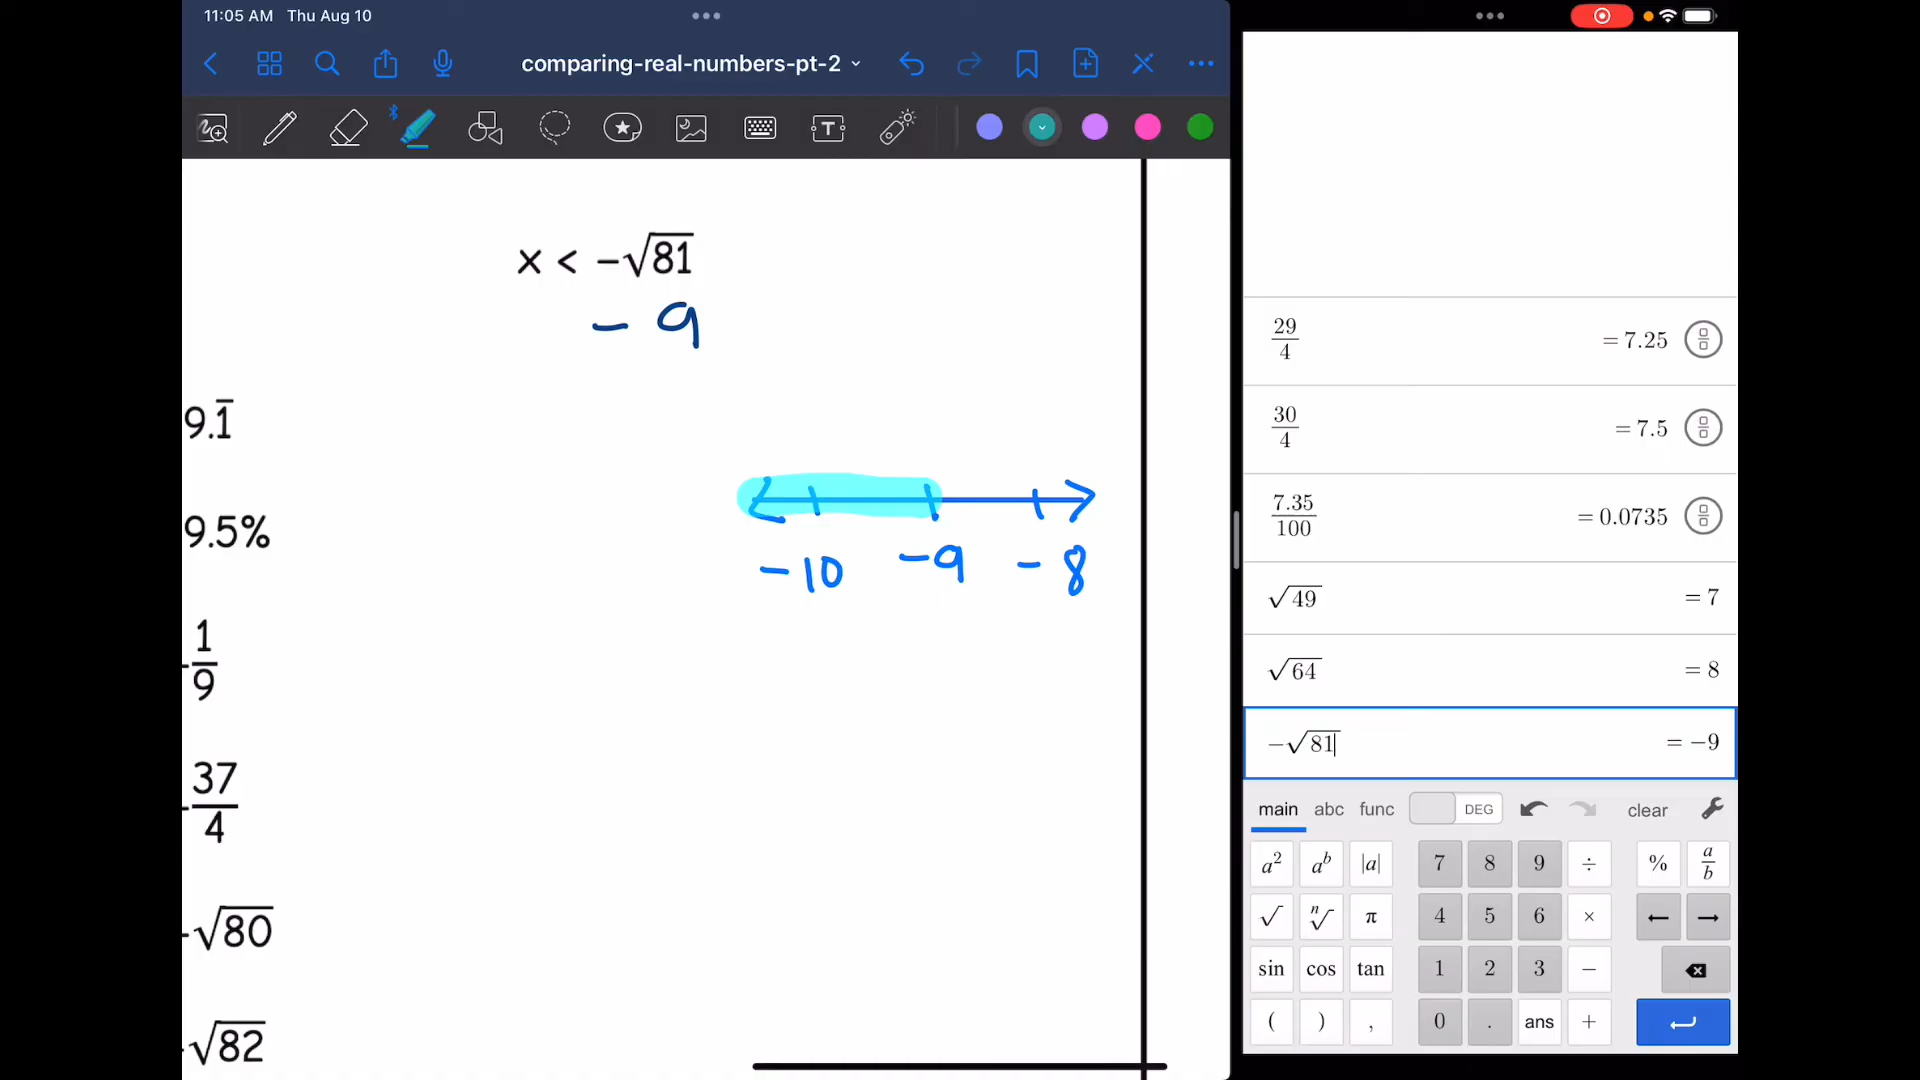 11:05 AM Thu Aug 10
comparing-real-numbers-pt-2
x < -√81
- 9
9.1̅
9.5%
-1/9
-37/4
-√80
-√82
-10 -9 -8
29/4 = 7.25
30/4 = 7.5
7.35/100 = 0.0735
√49 = 7
√64 = 8
-√81 = -9
main abc func DEG clear
a² aᵇ |a| 7 8 9 ÷ % a/b
√ ⁿ√ π 4 5 6 × ← →
sin cos tan 1 2 3 −
( ) , 0 . ans +